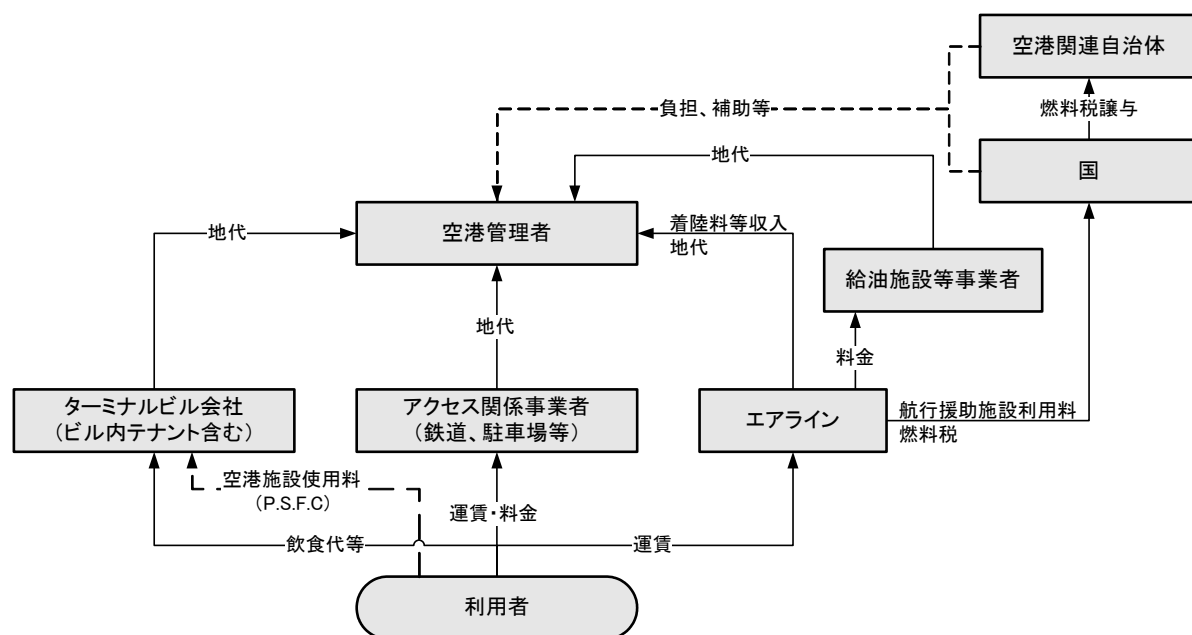 空港関連自治体
負担、補助等
燃料税譲与
地代
国
地代
空港管理者
着陸料等収入
地代
給油施設等事業者
地代
料金
ターミナルビル会社
(ビル内テナント含む)
アクセス関係事業者
(鉄道、駐車場等)
エアライン
航行援助施設利用料
燃料税
空港施設使用料
(P.S.F.C)
運賃・料金
飲食代等
運賃
利用者